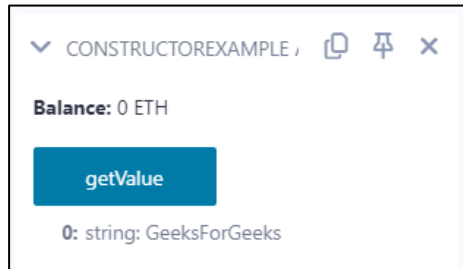 CONSTRUCTOREXAMPLE
Balance: 0 ETH
getValue
0: string: GeeksForGeeks